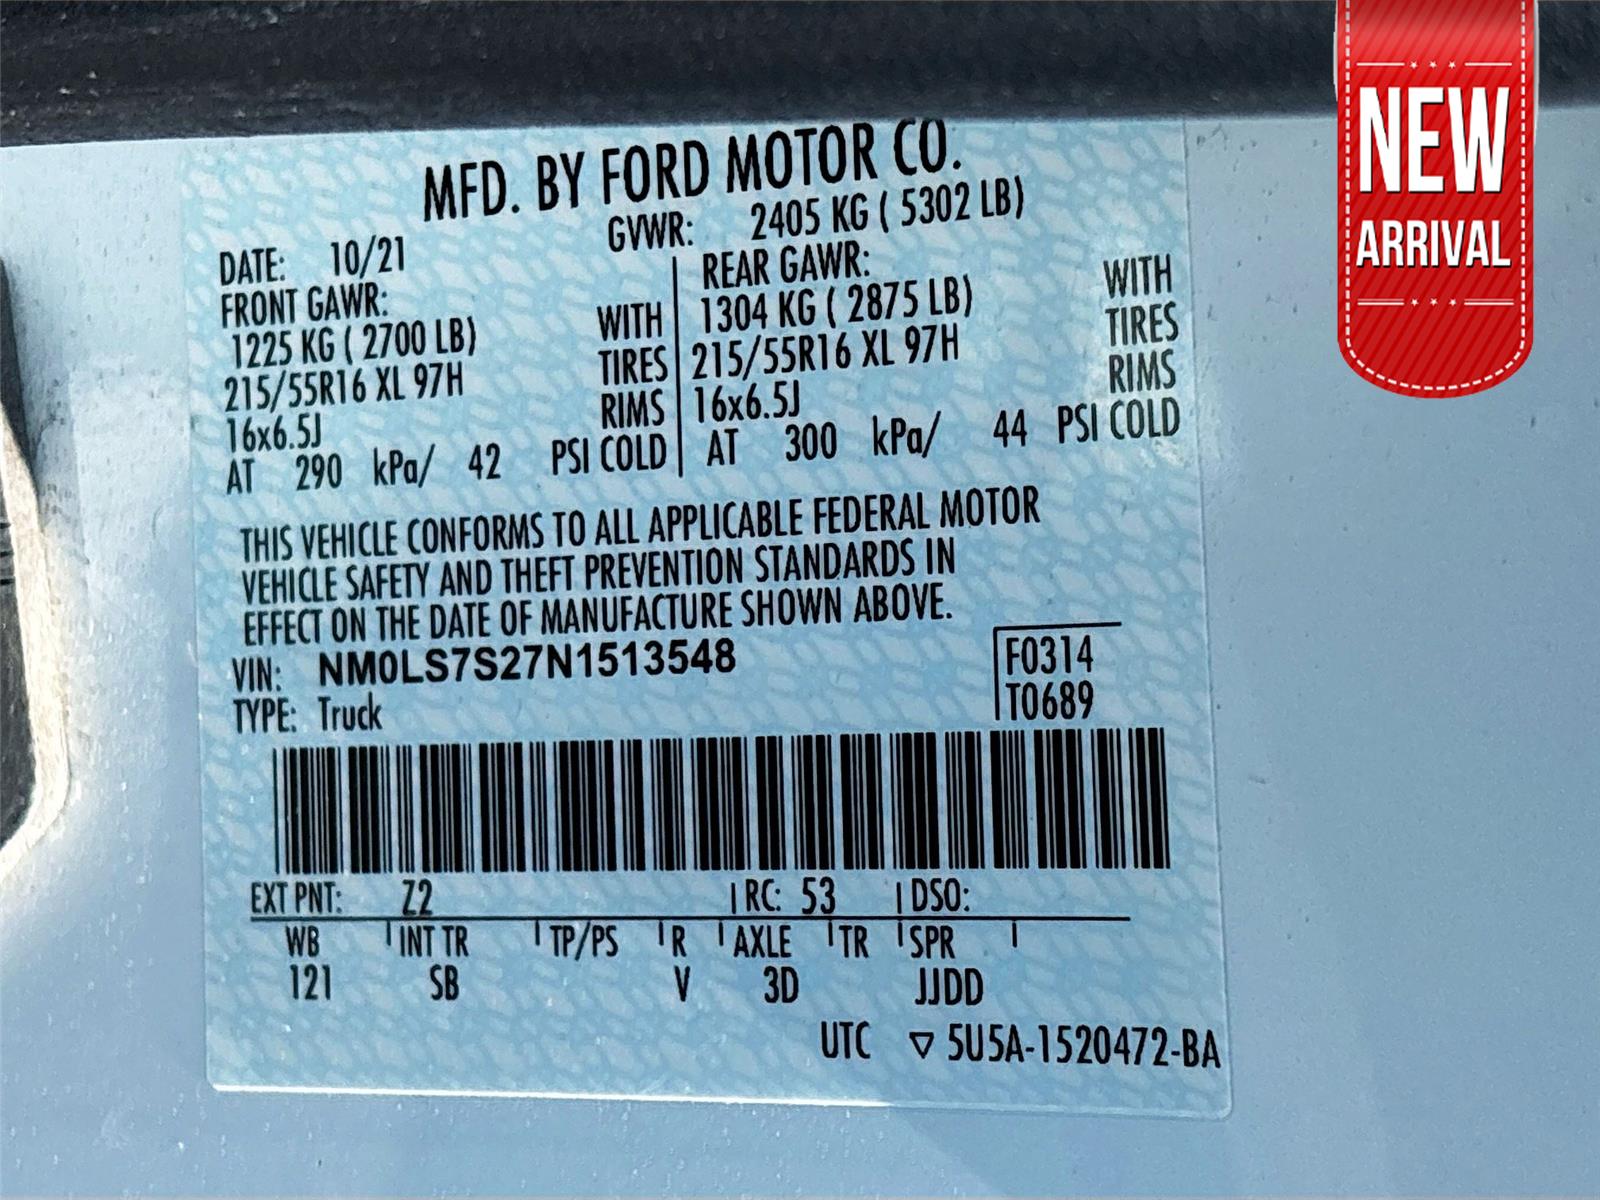 MFD. BY FORD MOTOR CO.
DATE: 10/21 GVWR: 2405 KG ( 5302 LB)
FRONT GAWR: REAR GAWR:
1225 KG ( 2700 LB) WITH 1304 KG ( 2875 LB) WITH
215/55R16 XL 97H TIRES 215/55R16 XL 97H TIRES
16x6.5J RIMS 16x6.5J RIMS
AT 290 kPa/ 42 PSI COLD AT 300 kPa/ 44 PSI COLD
THIS VEHICLE CONFORMS TO ALL APPLICABLE FEDERAL MOTOR
VEHICLE SAFETY AND THEFT PREVENTION STANDARDS IN
EFFECT ON THE DATE OF MANUFACTURE SHOWN ABOVE.
VIN: NM0LS7S27N1513548 F0314
TYPE: Truck T0689
EXT PNT: Z2 RC: 53 DSO:
WB INT TR TP/PS R AXLE TR SPR
121 SB V 3D JJDD
UTC ▽ 5U5A-1520472-BA
NEW
ARRIVAL